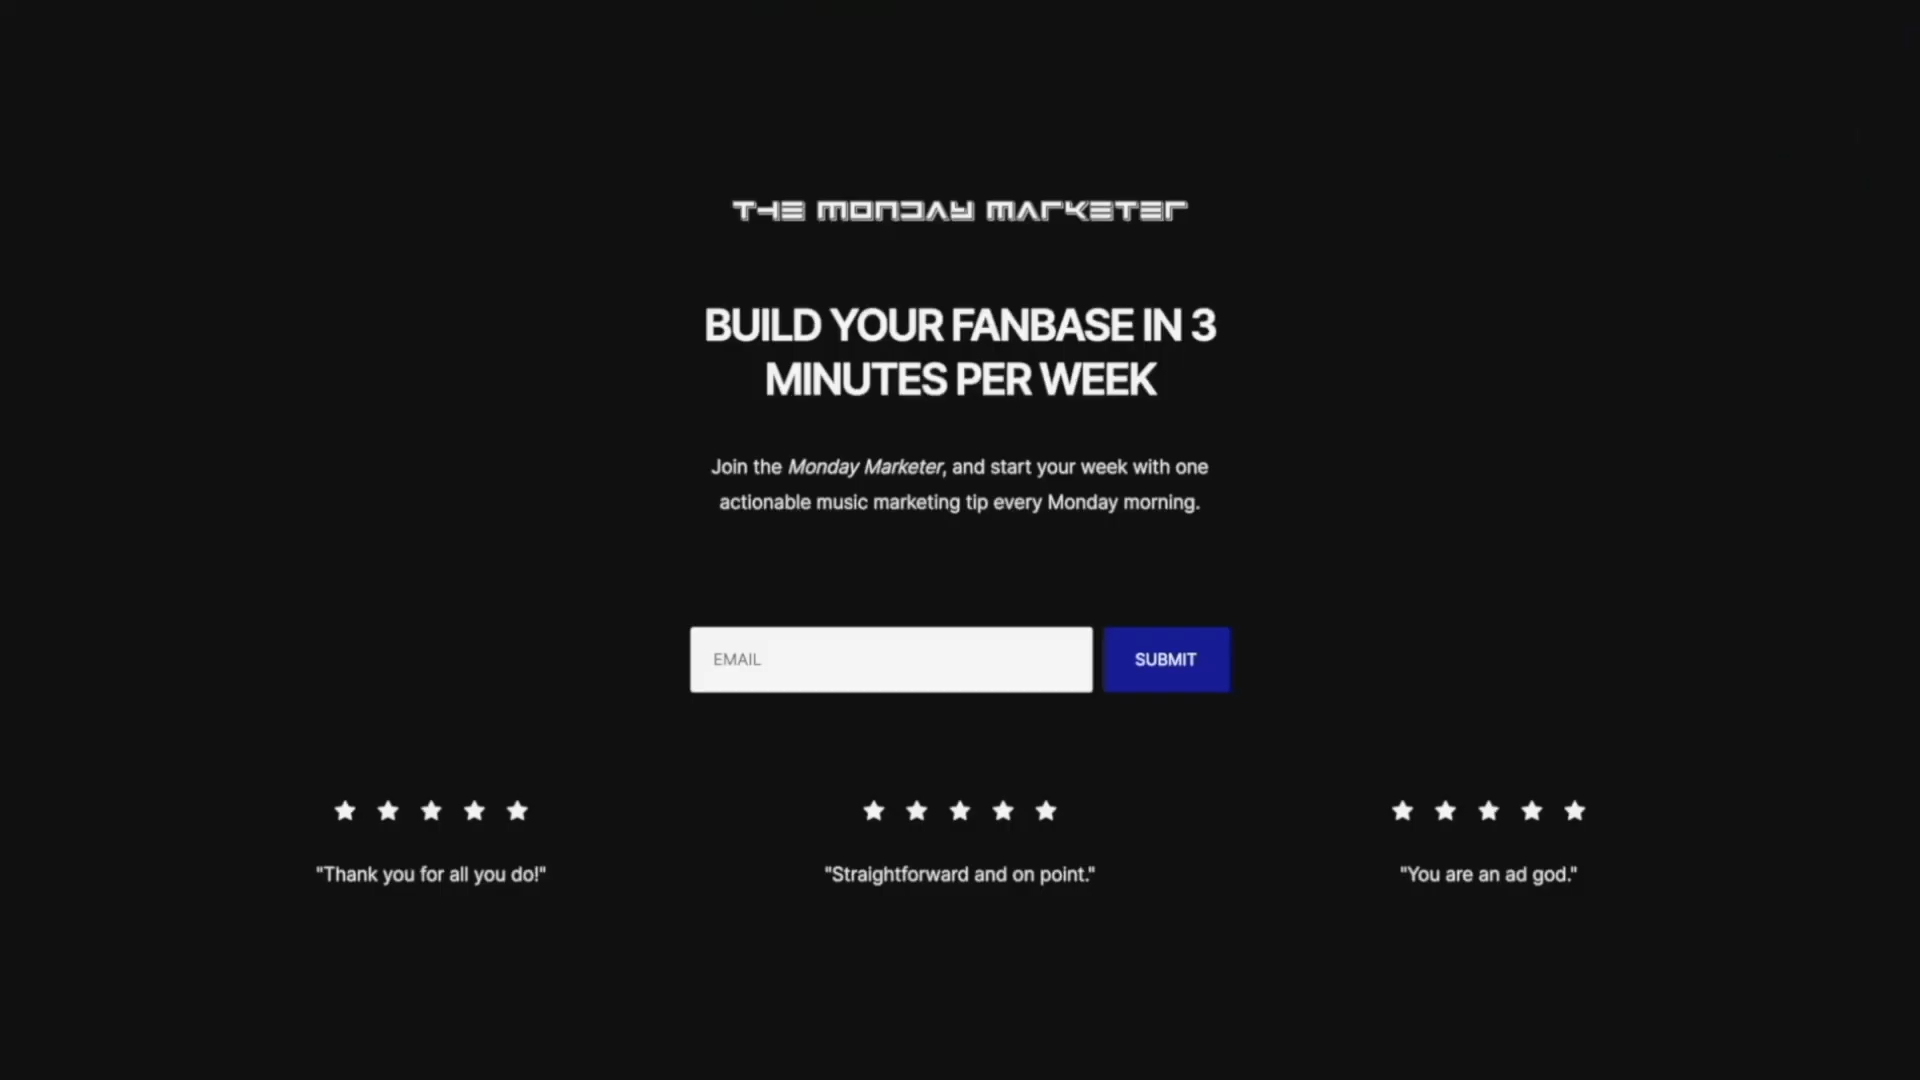 THE MONDAY MARKETER
BUILD YOUR FANBASE IN 3
MINUTES PER WEEK
Join the Monday Marketer, and start your week with one
actionable music marketing tip every Monday morning.
EMAIL
SUBMIT
"Thank you for all you do!"
"Straightforward and on point."
"You are an ad god."